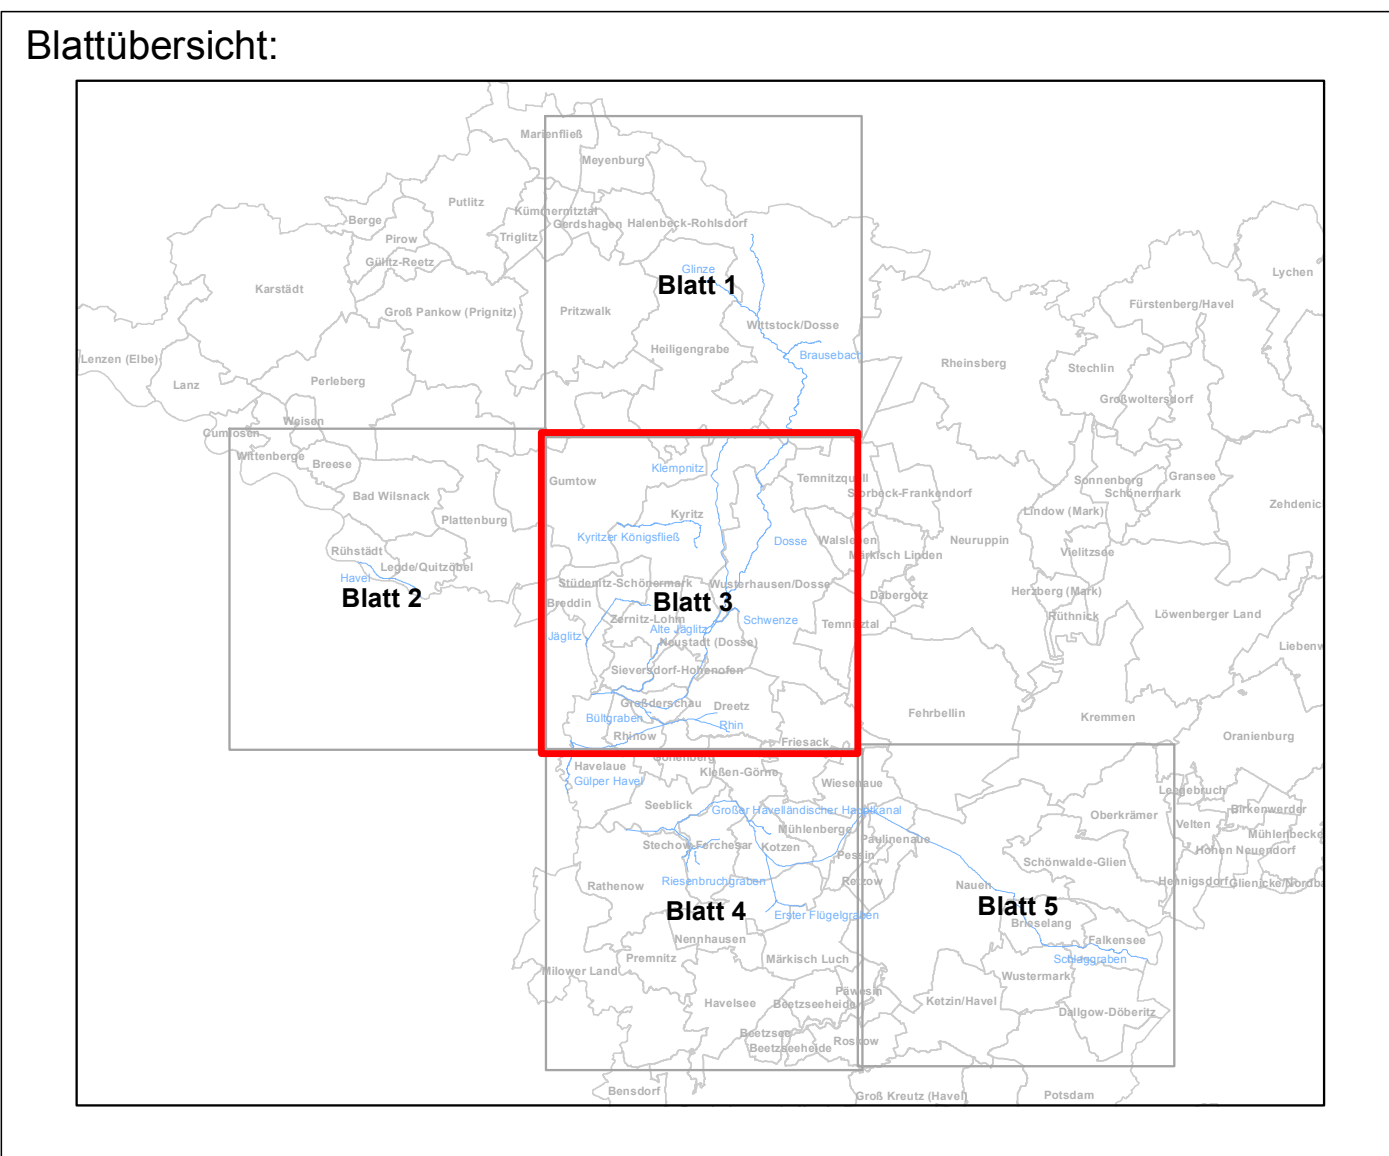 Blattübersicht:
Marienfließ
Meyenburg
Putlitz
Kümmernitztal
Berge
Gerdshagen
Halenbeck-Rohlsdorf
Pirow
Triglitz
Gülitz-Reetz
Glinze
Lychen
Karstädt
Blatt 1
Fürstenberg/Havel
Groß Pankow (Prignitz)
Pritzwalk
Wittstock/Dosse
Heiligengrabe
Brausebach
Lenzen (Elbe)
Rheinsberg
Stechlin
Lanz
Perleberg
Großwoltersdorf
Weisen
Cumlosen
Wittenberge
Breese
Klempnitz
Gumtow
Temnitzquell
Sonnenberg
Gransee
Bad Wilsnack
Storbeck-Frankendorf
Schönermark
Zehdenic
Plattenburg
Kyritz
Lindow (Mark)
Kyritzer Königsfließ
Dosse
Walsleben
Neuruppin
Rühstädt
Märkisch Linden
Vielitzsee
Legde/Quitzöbel
Havel
Stüdenitz-Schönermark
Wusterhausen/Dosse
Herzberg (Mark)
Blatt 2
Breddin
Blatt 3
Dabergotz
Löwenberger Land
Zernitz-Lohm
Schwenze
Temnitztal
Rüthnick
Alte Jäglitz
Jäglitz
Neustadt (Dosse)
Liebenw
Sieversdorf-Hohenofen
Großderschau
Dreetz
Fehrbellin
Kremmen
Bültgraben
Rhin
Rhinow
Friesack
Oranienburg
Havelaue
Kleßen-Görne
Gülper Havel
Wiesenaue
Leegebruch
Seeblick
Großer Havelländischer Hauptkanal
Oberkrämer
Birkenwerder
Mühlenberge
Velten
Mühlenbecke
Stechow-Ferchesar
Kotzen
Paulinenaue
Hohen Neuendorf
Pessin
Schönwalde-Glien
Rathenow
Riesenbruchgraben
Retzow
Nauen
Hennigsdorf
Glienicke/Nordba
Blatt 4
Erster Flügelgraben
Blatt 5
Brieselang
Nennhausen
Falkensee
Premnitz
Märkisch Luch
Schlaggraben
Milower Land
Wustermark
Päwesin
Havelsee
Beetzseeheide
Ketzin/Havel
Dallgow-Döberitz
Beetzsee
Beetzseeheide
Roskow
Bensdorf
Groß Kreutz (Havel)
Potsdam